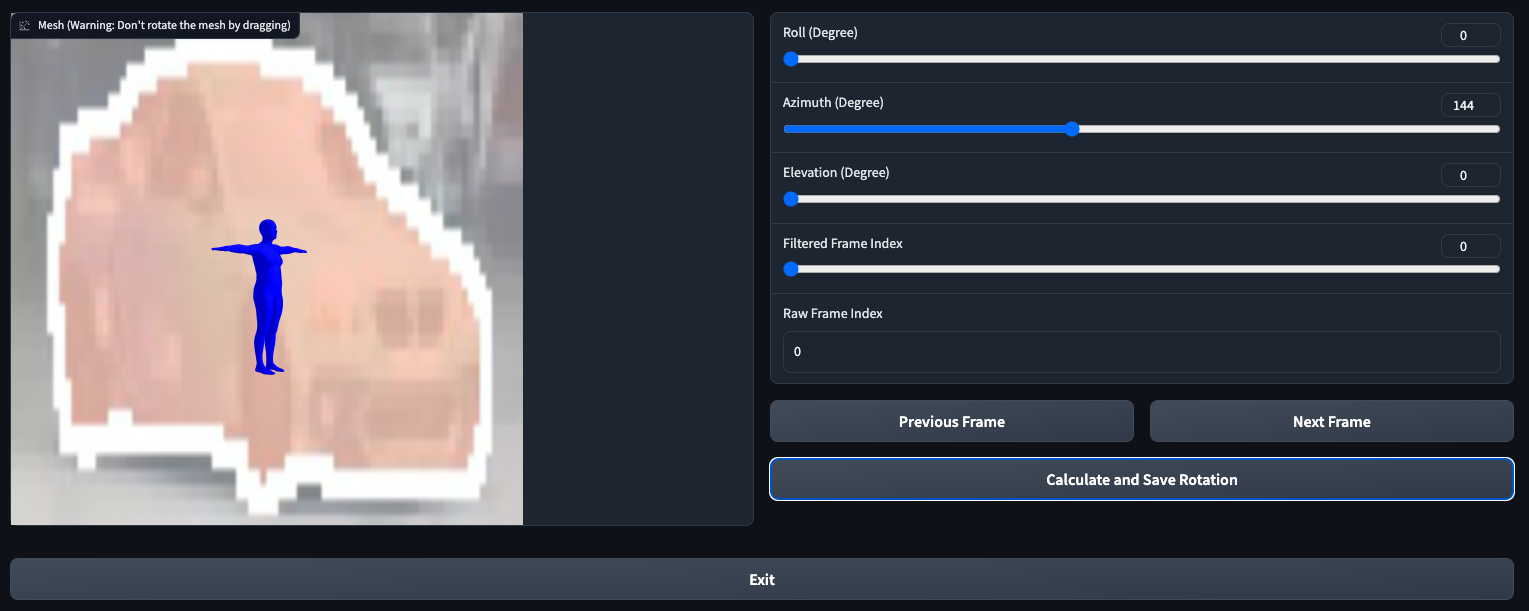 Mesh (Warning: Don't rotate the mesh by dragging)
Roll (Degree)
0
Azimuth (Degree)
144
Elevation (Degree)
0
Filtered Frame Index
0
Raw Frame Index
0
Previous Frame
Next Frame
Calculate and Save Rotation
Exit